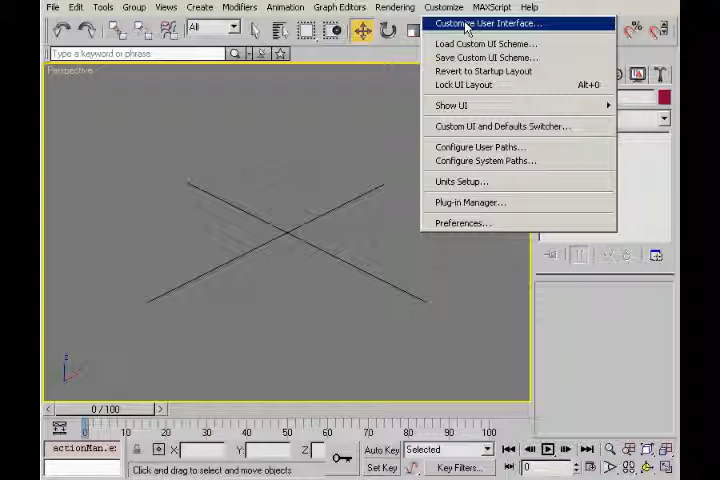 File Edit Tools Group Views Create Modifiers Animation Graph Editors Rendering Customize MAXScript Help
All
Type a keyword or phrase
Perspective
Customize User Interface...
Load Custom UI Scheme...
Save Custom UI Scheme...
Revert to Startup Layout
Lock UI Layout Alt+0
Show UI
Custom UI and Defaults Switcher...
Configure User Paths...
Configure System Paths...
Units Setup...
Plug-in Manager...
Preferences...
0 / 100
0 10 20 30 40 50 60 70 80 90 100
actionMan.e
X: Y: Z: Auto Key Selected
Click and drag to select and move objects Set Key Key Filters... 0